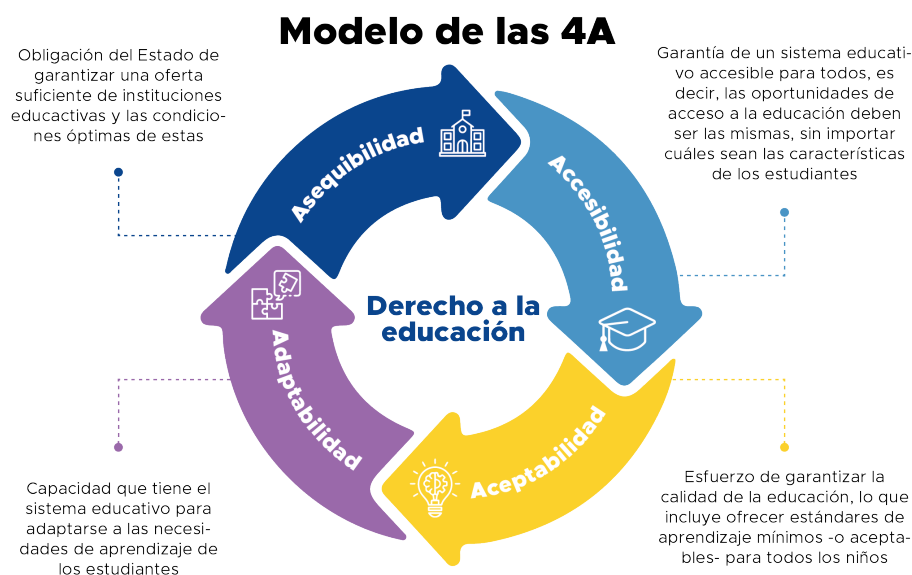 Modelo de las 4A
Obligación del Estado de
garantizar una oferta
suficiente de instituciones
educactivas y las condicio-
nes óptimas de estas
Asequibilidad
Garantía de un sistema educati-
vo accesible para todos, es
decir, las oportunidades de
acceso a la educación deben
ser las mismas, sin importar
cuáles sean las características
de los estudiantes
Accesibilidad
Derecho a la
educación
Adaptabilidad
Capacidad que tiene el
sistema educativo para
adaptarse a las necesi-
dades de aprendizaje de
los estudiantes
Aceptabilidad
Esfuerzo de garantizar la
calidad de la educación, lo que
incluye ofrecer estándares de
aprendizaje mínimos -o acepta-
bles- para todos los niños